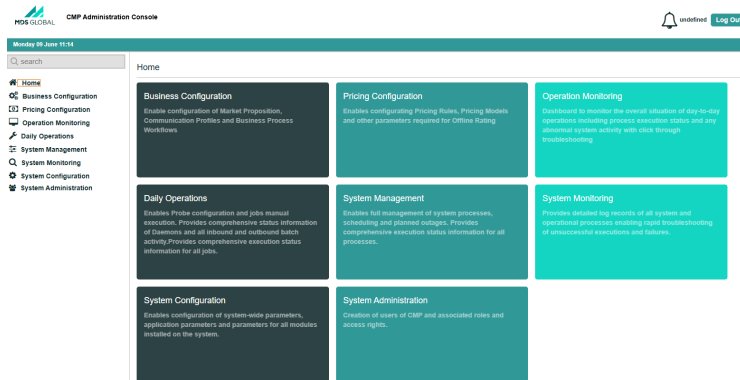 MDS GLOBAL
CMP Administration Console
undefined
Log Out
Monday 09 June 11:14
search
Home
Business Configuration
Pricing Configuration
Operation Monitoring
Daily Operations
System Management
System Monitoring
System Configuration
System Administration
Home
Business Configuration
Enable configuration of Market Proposition,
Communication Profiles and Business Process
Workflows
Pricing Configuration
Enables configurating Pricing Rules, Pricing Models
and other parameters required for Offline Rating
Operation Monitoring
Dashboard to monitor the overall situation of day-to-day
operations including process execution status and any
abnormal system activity with click through
troubleshooting
Daily Operations
Enables Probe configuration and jobs manual
execution. Provides comprehensive status information
of Daemons and all inbound and outbound batch
activity.Provides comprehensive execution status
information for all jobs.
System Management
Enables full management of system processes,
scheduling and planned outages. Provides
comprehensive execution status information for all
processes.
System Monitoring
Provides detailed log records of all system and
operational processes enabling rapid troubleshooting
of unsuccessful executions and failures.
System Configuration
Enables configuration of system-wide parameters,
application parameters and parameters for all modules
installed on the system.
System Administration
Creation of users of CMP and associated roles and
access rights.